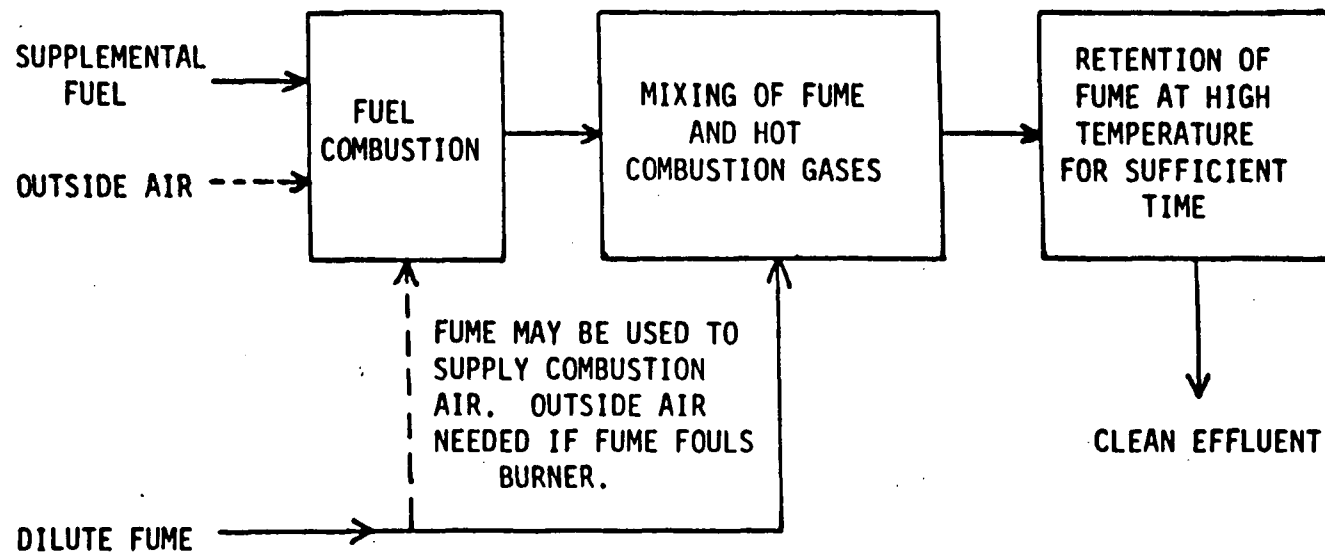 SUPPLEMENTAL
FUEL
OUTSIDE AIR
FUEL
COMBUSTION
MIXING OF FUME
AND HOT
COMBUSTION GASES
RETENTION OF
FUME AT HIGH
TEMPERATURE
FOR SUFFICIENT
TIME
FUME MAY BE USED TO
SUPPLY COMBUSTION
AIR. OUTSIDE AIR
NEEDED IF FUME FOULS
BURNER.
CLEAN EFFLUENT
DILUTE FUME